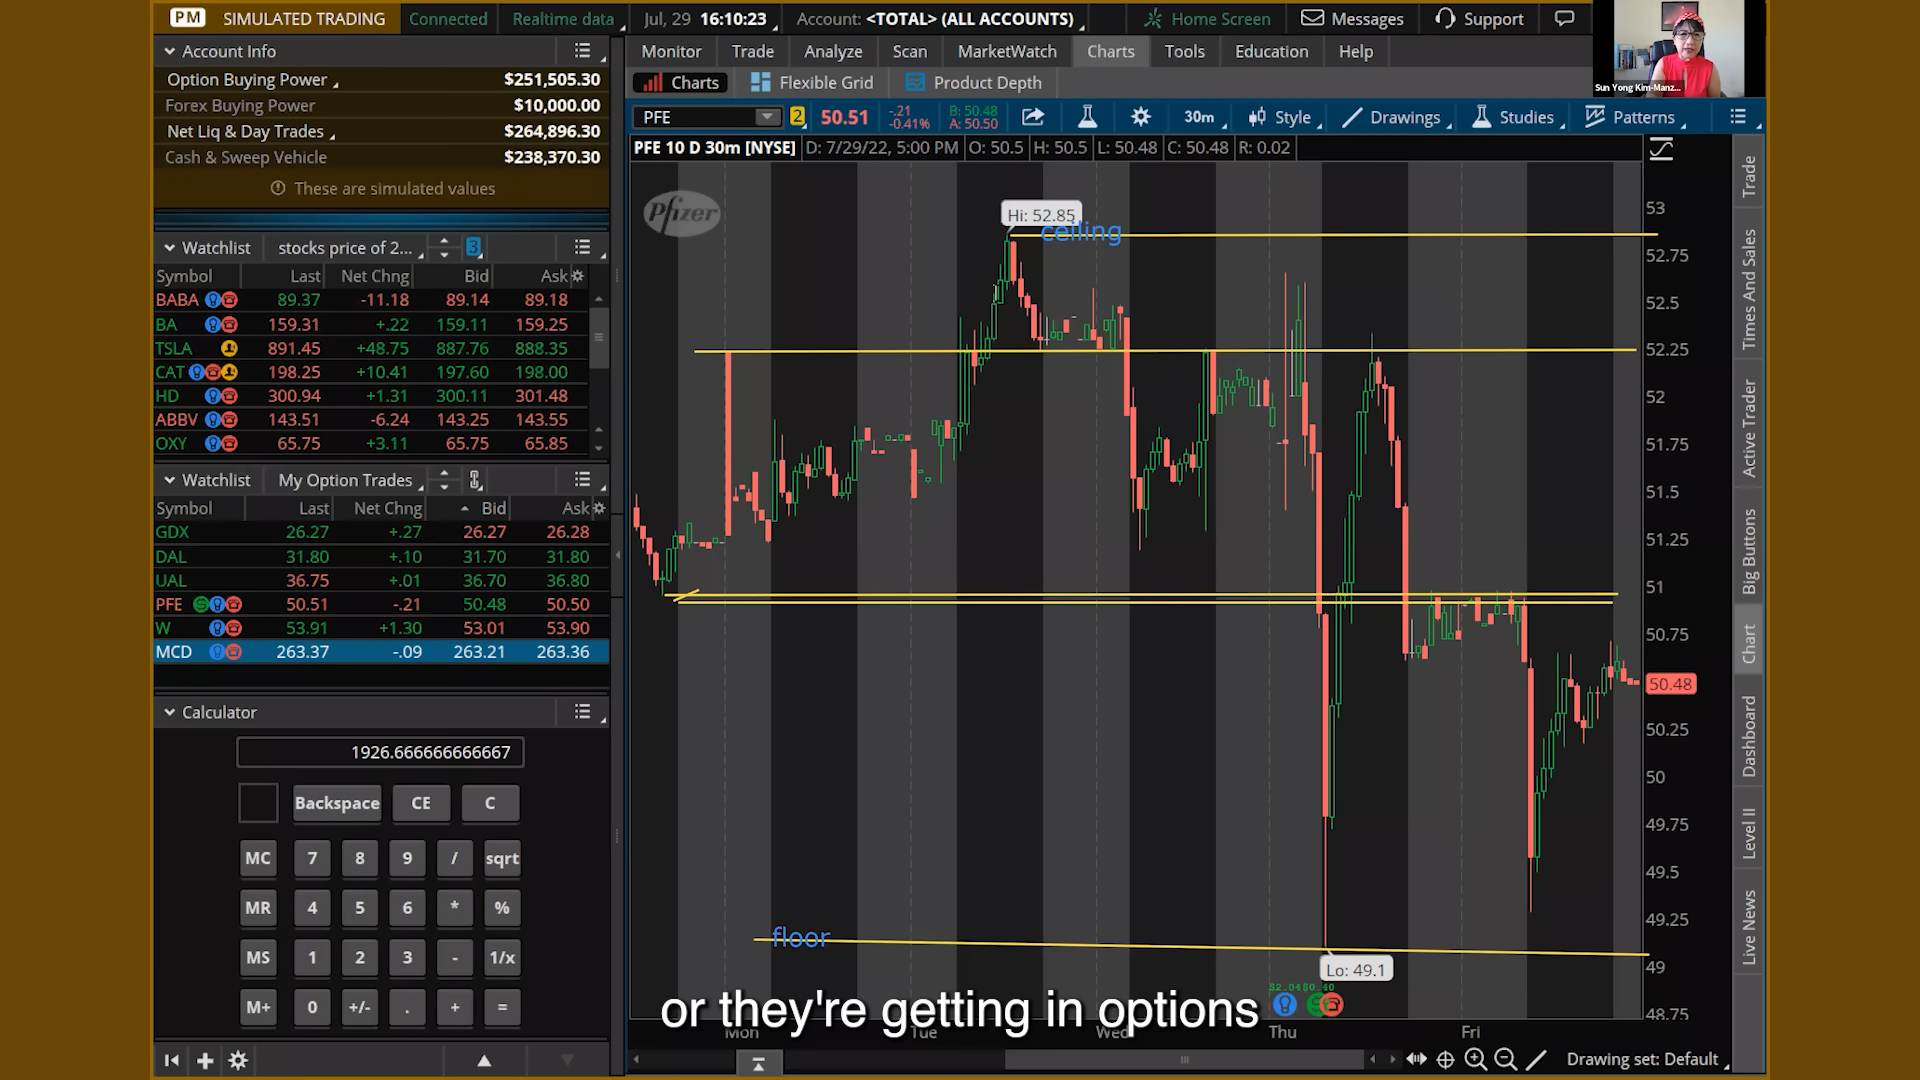 PM SIMULATED TRADING Connected Realtime data Jul, 29 16:10:23 Account: <TOTAL> (ALL ACCOUNTS) Home Screen Messages Support
Sun Yong Kim-Manz...
Account Info
Option Buying Power $251,505.30
Forex Buying Power $10,000.00
Net Liq & Day Trades $264,896.30
Cash & Sweep Vehicle $238,370.30
These are simulated values
Monitor Trade Analyze Scan MarketWatch Charts Tools Education Help
Charts Flexible Grid Product Depth
PFE 2 50.51 -.21 -0.41% B: 50.48 A: 50.50 30m Style Drawings Studies Patterns
PFE 10 D 30m [NYSE] D: 7/29/22, 5:00 PM O: 50.5 H: 50.5 L: 50.48 C: 50.48 R: 0.02
Watchlist stocks price of 2... 3
Symbol Last Net Chng Bid Ask
BABA 89.37 -11.18 89.14 89.18
BA 159.31 +.22 159.11 159.25
TSLA 891.45 +48.75 887.76 888.35
CAT 198.25 +10.41 197.60 198.00
HD 300.94 +1.31 300.11 301.48
ABBV 143.51 -6.24 143.25 143.55
OXY 65.75 +3.11 65.75 65.85
Watchlist My Option Trades
Symbol Last Net Chng Bid Ask
GDX 26.27 +.27 26.27 26.28
DAL 31.80 +.10 31.70 31.80
UAL 36.75 +.01 36.70 36.80
PFE 50.51 -.21 50.48 50.50
W 53.91 +1.30 53.01 53.90
MCD 263.37 -.09 263.21 263.36
Calculator
1926.666666666667
Backspace CE C
MC 7 8 9 / sqrt
MR 4 5 6 * %
MS 1 2 3 - 1/x
M+ 0 +/- . + =
Pfizer
Hi: 52.85
ceiling
floor
Lo: 49.1
$2.04 $0.40
53
52.75
52.5
52.25
52
51.75
51.5
51.25
51
50.75
50.48
50.25
50
49.75
49.5
49.25
49
48.75
Mon Tue Wed Thu Fri
or they're getting in options
Drawing set: Default
Trade
Times And Sales
Active Trader
Big Buttons
Chart
Dashboard
Level II
Live News